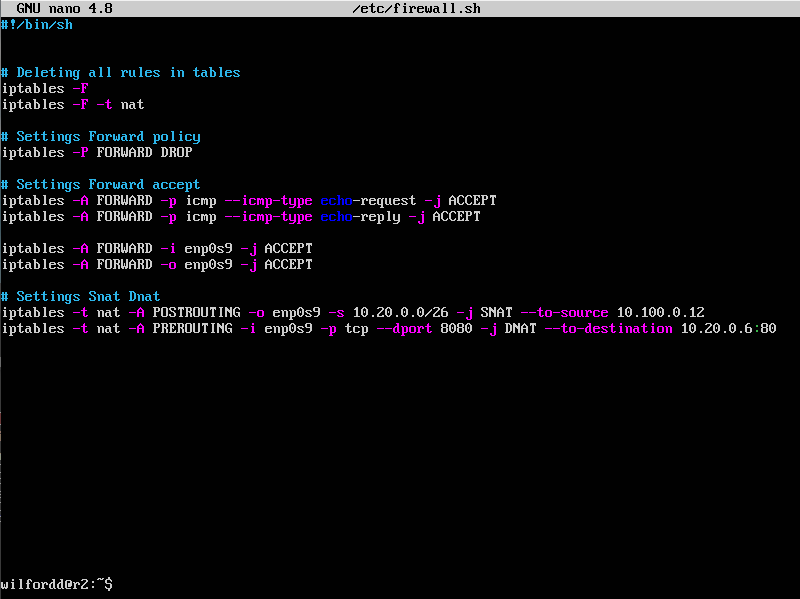 GNU nano 4.8 /etc/firewall.sh
#!/bin/sh
# Deleting all rules in tables
iptables -F
iptables -F -t nat
# Settings Forward policy
iptables -P FORWARD DROP
# Settings Forward accept
iptables -A FORWARD -p icmp --icmp-type echo-request -j ACCEPT
iptables -A FORWARD -p icmp --icmp-type echo-reply -j ACCEPT
iptables -A FORWARD -i enp0s9 -j ACCEPT
iptables -A FORWARD -o enp0s9 -j ACCEPT
# Settings Snat Dnat
iptables -t nat -A POSTROUTING -o enp0s9 -s 10.20.0.0/26 -j SNAT --to-source 10.100.0.12
iptables -t nat -A PREROUTING -i enp0s9 -p tcp --dport 8080 -j DNAT --to-destination 10.20.0.6:80
wilfordd@r2:~$